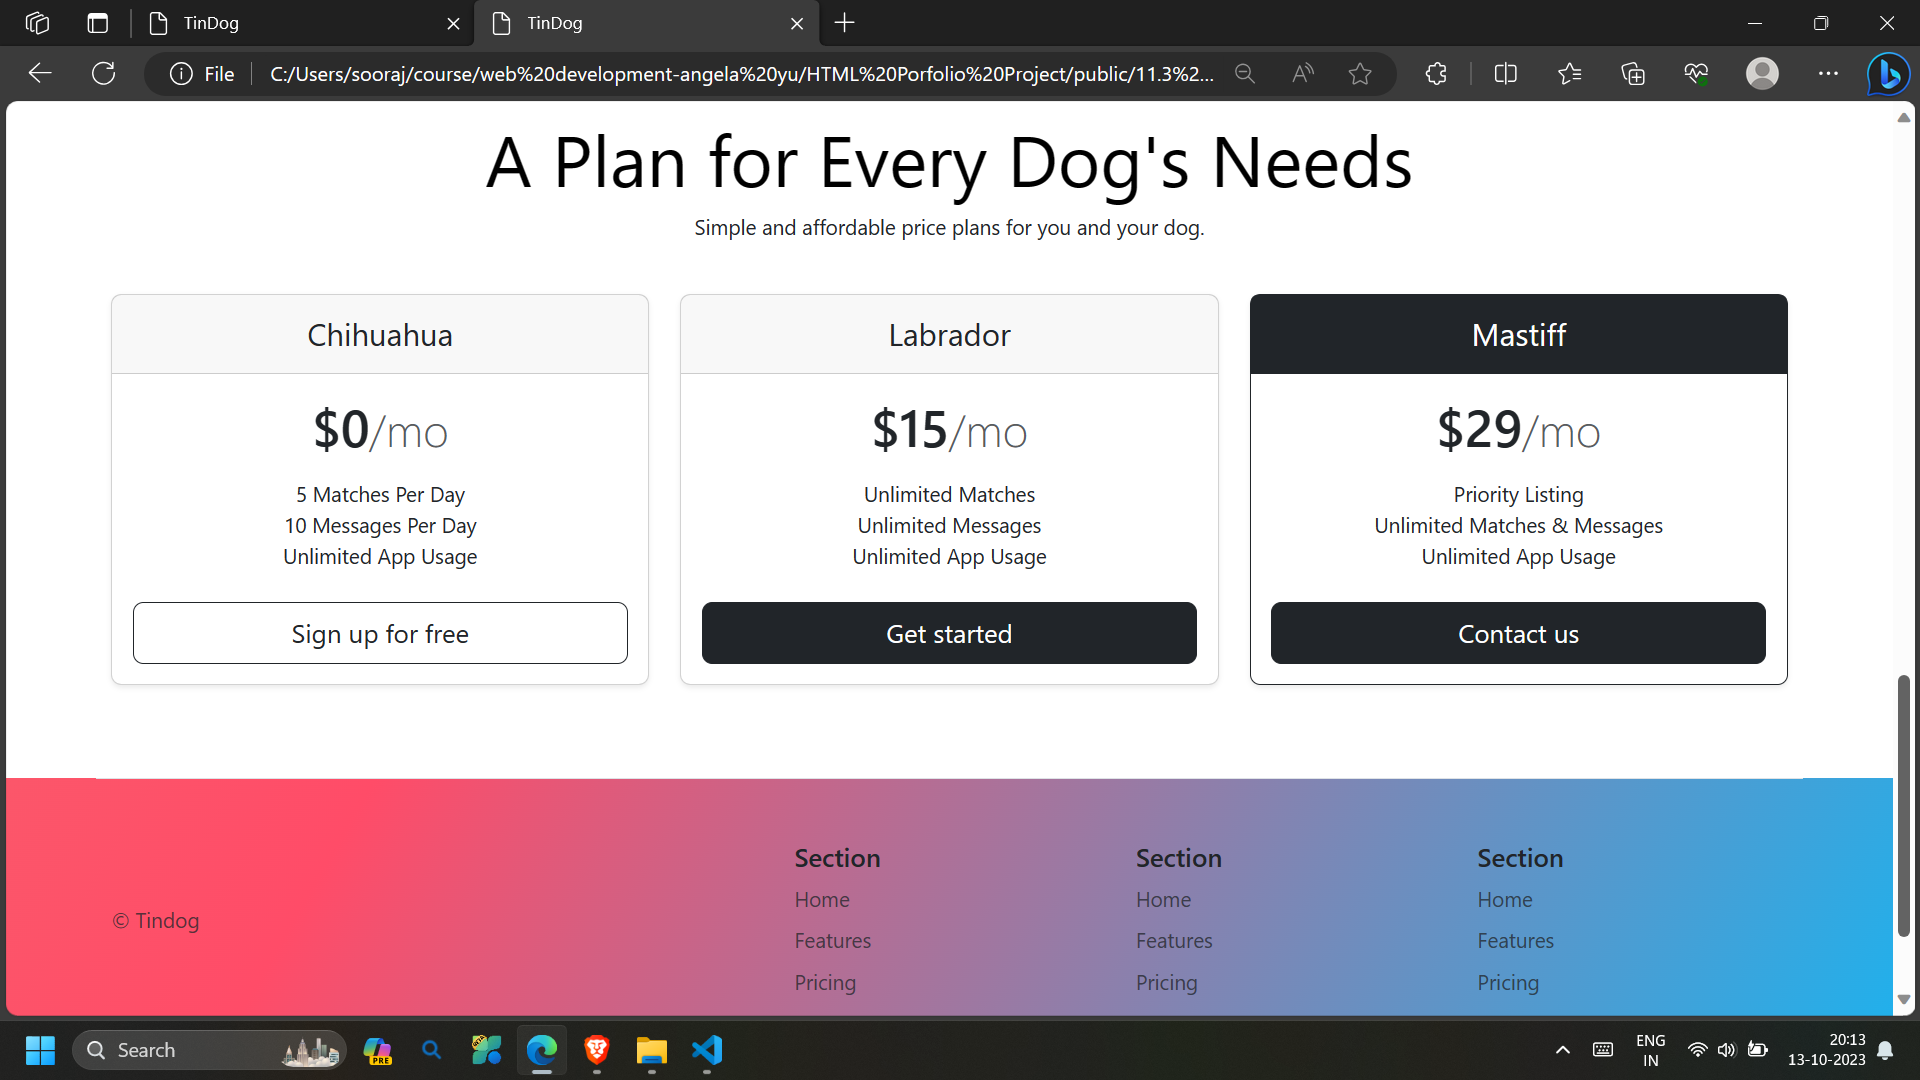 TinDog
TinDog
File
C:/Users/sooraj/course/web%20development-angela%20yu/HTML%20Porfolio%20Project/public/11.3%2...
A Plan for Every Dog's Needs
Simple and affordable price plans for you and your dog.
Chihuahua
$0/mo
5 Matches Per Day
10 Messages Per Day
Unlimited App Usage
Sign up for free
Labrador
$15/mo
Unlimited Matches
Unlimited Messages
Unlimited App Usage
Get started
Mastiff
$29/mo
Priority Listing
Unlimited Matches & Messages
Unlimited App Usage
Contact us
© Tindog
Section
Home
Features
Pricing
Section
Home
Features
Pricing
Section
Home
Features
Pricing
Search
PRE
ENG
IN
20:13
13-10-2023